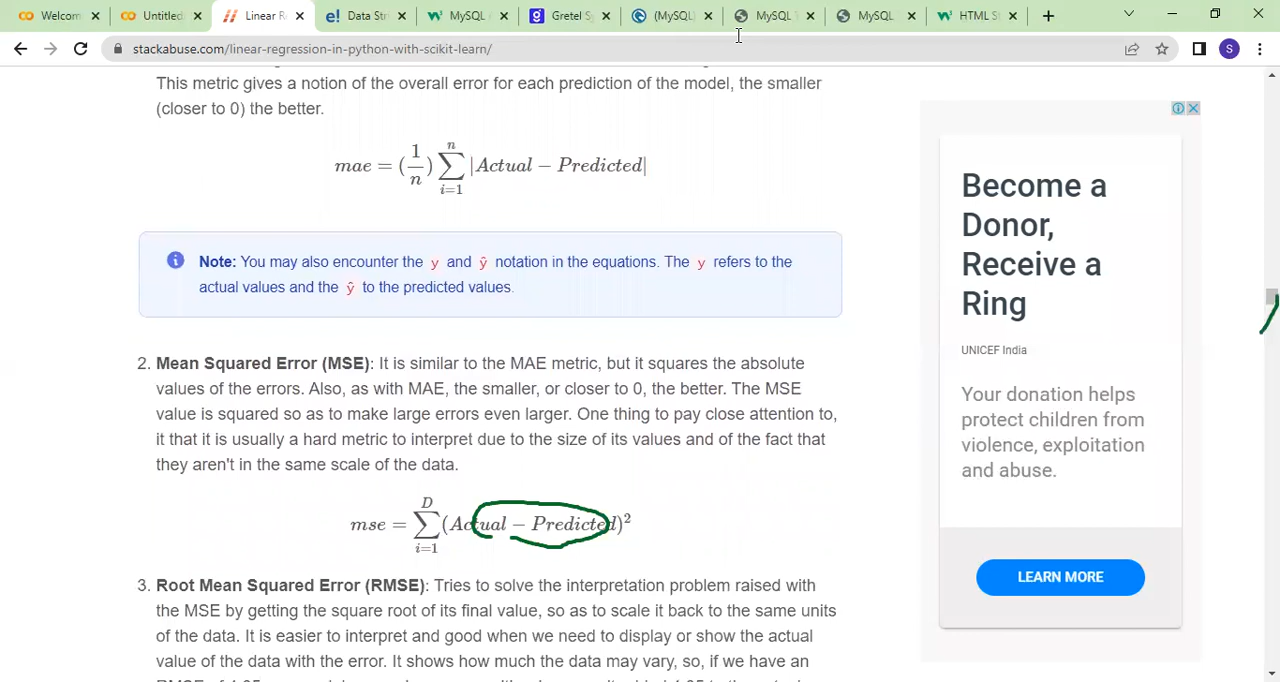 Welcom
Untitled
Linear R
Data Stru
MySQL
Gretel Sy
(MySQL)
MySQL T
MySQL
HTML St
stackabuse.com/linear-regression-in-python-with-scikit-learn/
S
This metric gives a notion of the overall error for each prediction of the model, the smaller
(closer to 0) the better.
mae = (1/n) ∑ i=1 n |Actual − Predicted|
Note: You may also encounter the y and ŷ notation in the equations. The y refers to the
actual values and the ŷ to the predicted values.
2. Mean Squared Error (MSE): It is similar to the MAE metric, but it squares the absolute
values of the errors. Also, as with MAE, the smaller, or closer to 0, the better. The MSE
value is squared so as to make large errors even larger. One thing to pay close attention to,
it that it is usually a hard metric to interpret due to the size of its values and of the fact that
they aren't in the same scale of the data.
mse = ∑ i=1 D (Actual − Predicted)²
3. Root Mean Squared Error (RMSE): Tries to solve the interpretation problem raised with
the MSE by getting the square root of its final value, so as to scale it back to the same units
of the data. It is easier to interpret and good when we need to display or show the actual
value of the data with the error. It shows how much the data may vary, so, if we have an
Become a
Donor,
Receive a
Ring
UNICEF India
Your donation helps
protect children from
violence, exploitation
and abuse.
LEARN MORE